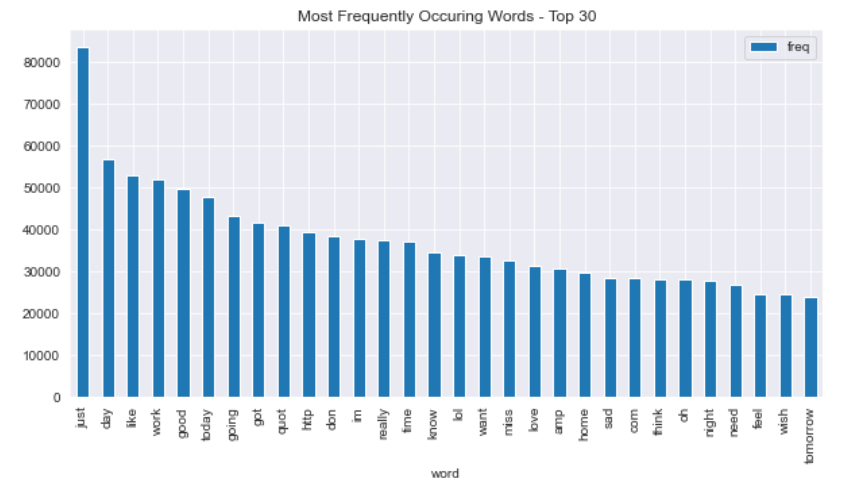 Most Frequently Occuring Words - Top 30
freq
80000
70000
60000
50000
40000
30000
20000
10000
0
just
day
like
work
good
today
going
got
quot
http
don
im
really
time
know
lol
want
miss
love
amp
home
sad
com
think
oh
night
need
feel
wish
tomorrow
word